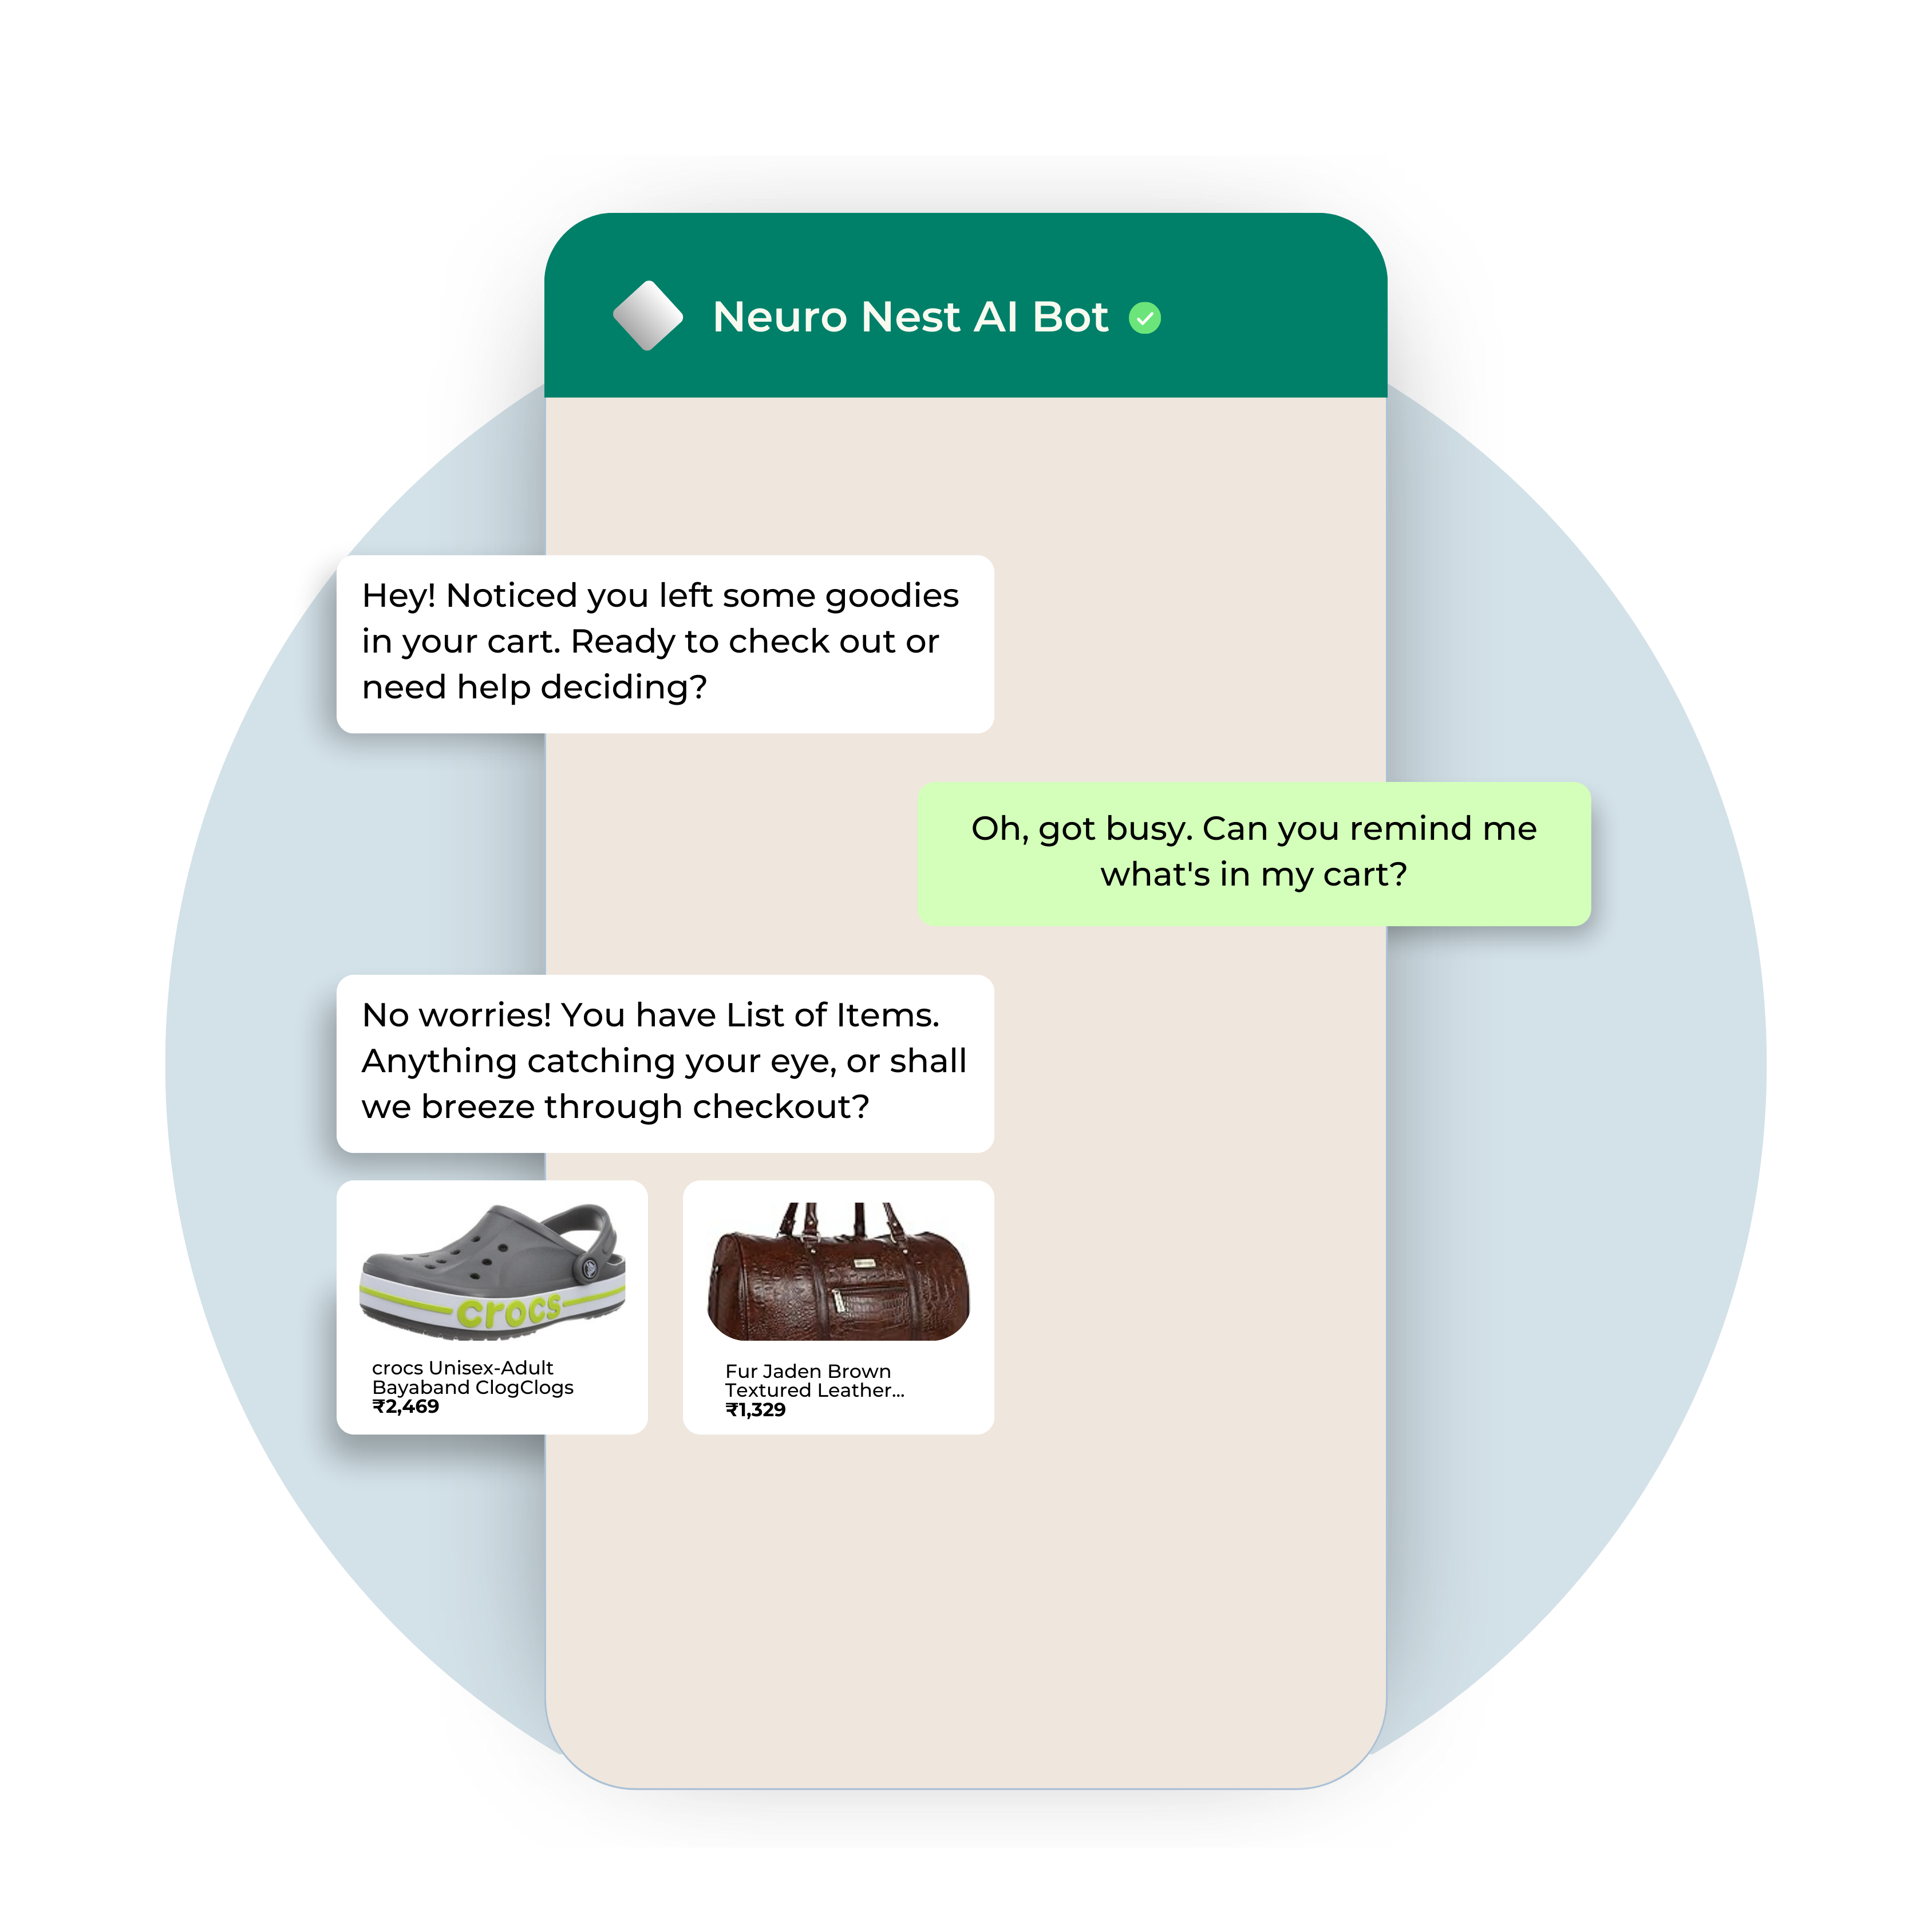 Neuro Nest AI Bot
Hey! Noticed you left some goodies
in your cart. Ready to check out or
need help deciding?
Oh, got busy. Can you remind me
what's in my cart?
No worries! You have List of Items.
Anything catching your eye, or shall
we breeze through checkout?
crocs
crocs Unisex-Adult
Bayaband ClogClogs
₹2,469
Fur Jaden Brown
Textured Leather...
₹1,329